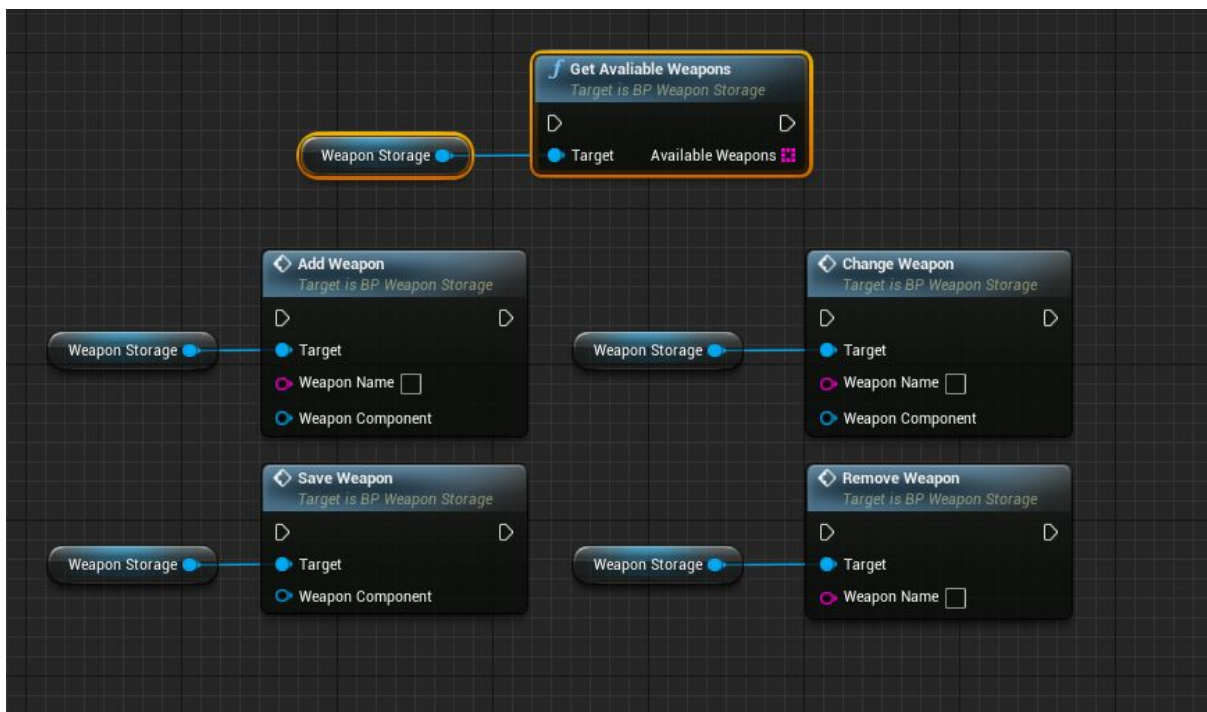 Get Avaliable Weapons
Target is BP Weapon Storage
Weapon Storage
Target Available Weapons
Add Weapon
Target is BP Weapon Storage
Weapon Storage
Target
Weapon Name
Weapon Component
Change Weapon
Target is BP Weapon Storage
Weapon Storage
Target
Weapon Name
Weapon Component
Save Weapon
Target is BP Weapon Storage
Weapon Storage
Target
Weapon Component
Remove Weapon
Target is BP Weapon Storage
Weapon Storage
Target
Weapon Name